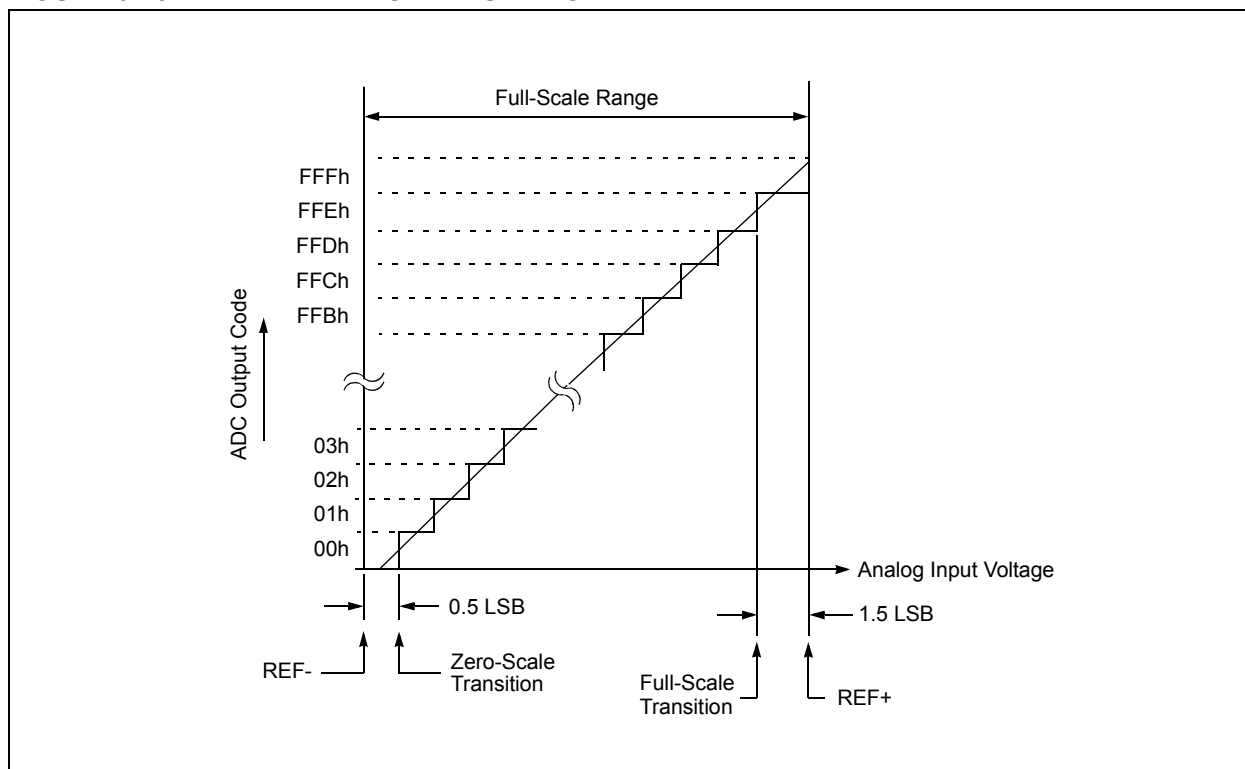 Full-Scale Range
FFFh
FFEh
FFDh
FFCh
FFBh
ADC Output Code
03h
02h
01h
00h
Analog Input Voltage
0.5 LSB
1.5 LSB
REF-
Zero-Scale
Transition
Full-Scale
Transition
REF+